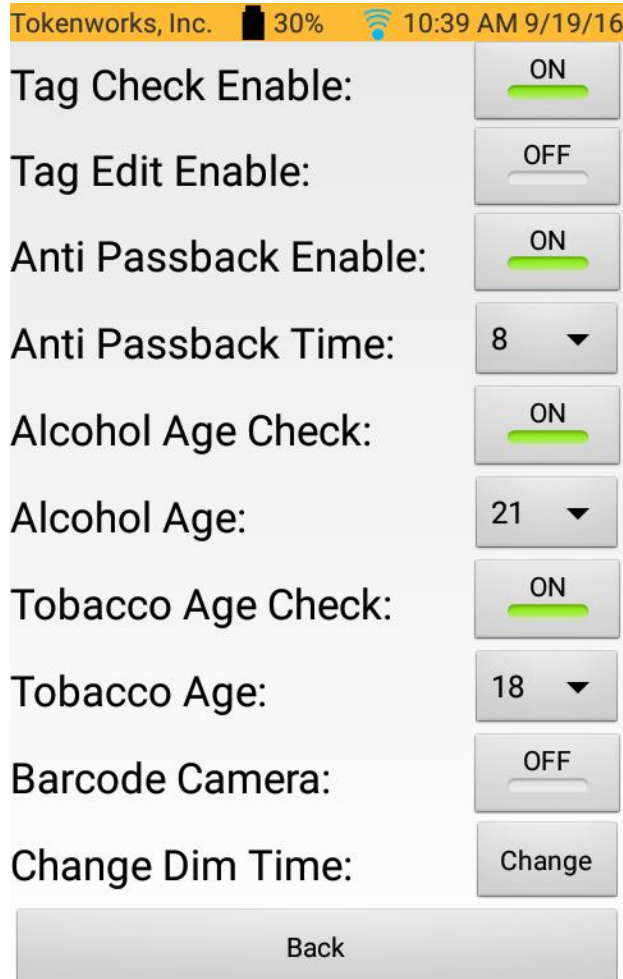 Tokenworks, Inc. 30% 10:39 AM 9/19/16
Tag Check Enable: ON
Tag Edit Enable: OFF
Anti Passback Enable: ON
Anti Passback Time: 8
Alcohol Age Check: ON
Alcohol Age: 21
Tobacco Age Check: ON
Tobacco Age: 18
Barcode Camera: OFF
Change Dim Time: Change
Back